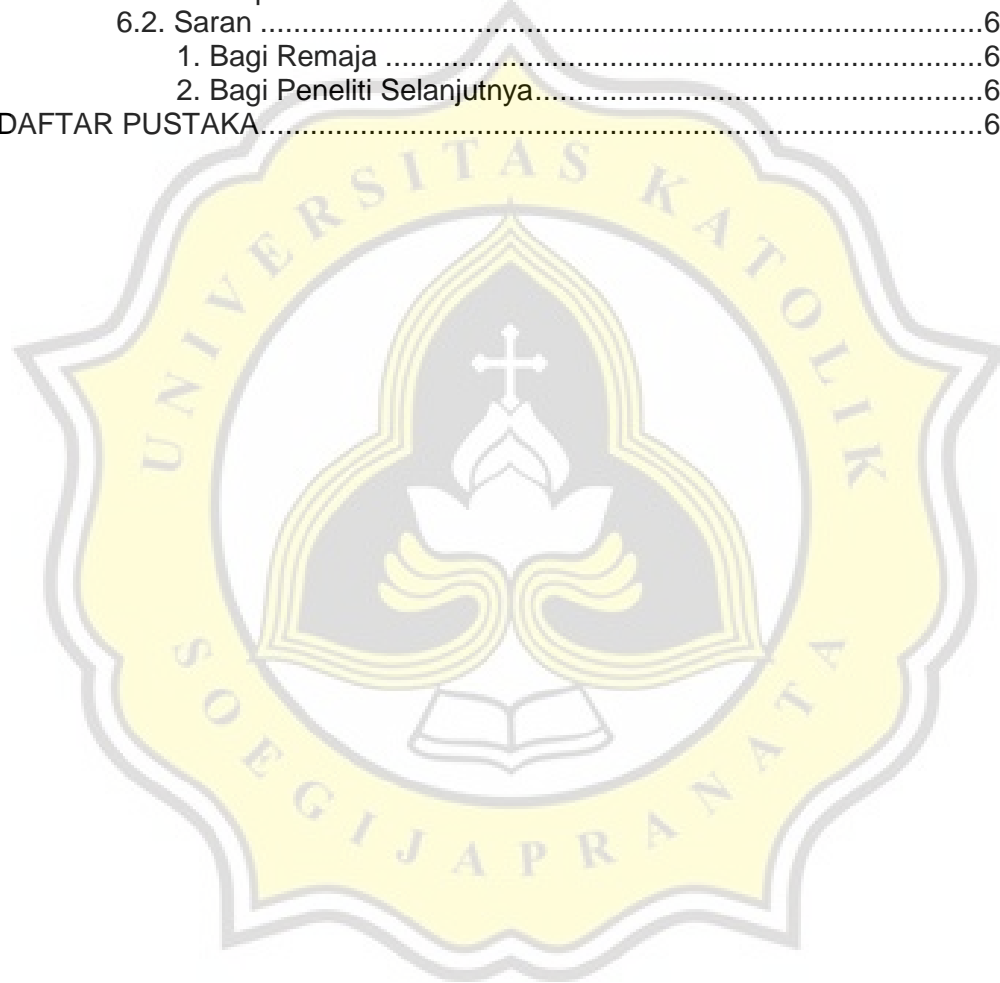 6.2. Saran ........................................................................................6
1. Bagi Remaja ............................................................................6
2. Bagi Peneliti Selanjutnya..........................................................6
DAFTAR PUSTAKA........................................................................................6
UNIVERSITAS KATOLIK
SOEGIJAPRANATA